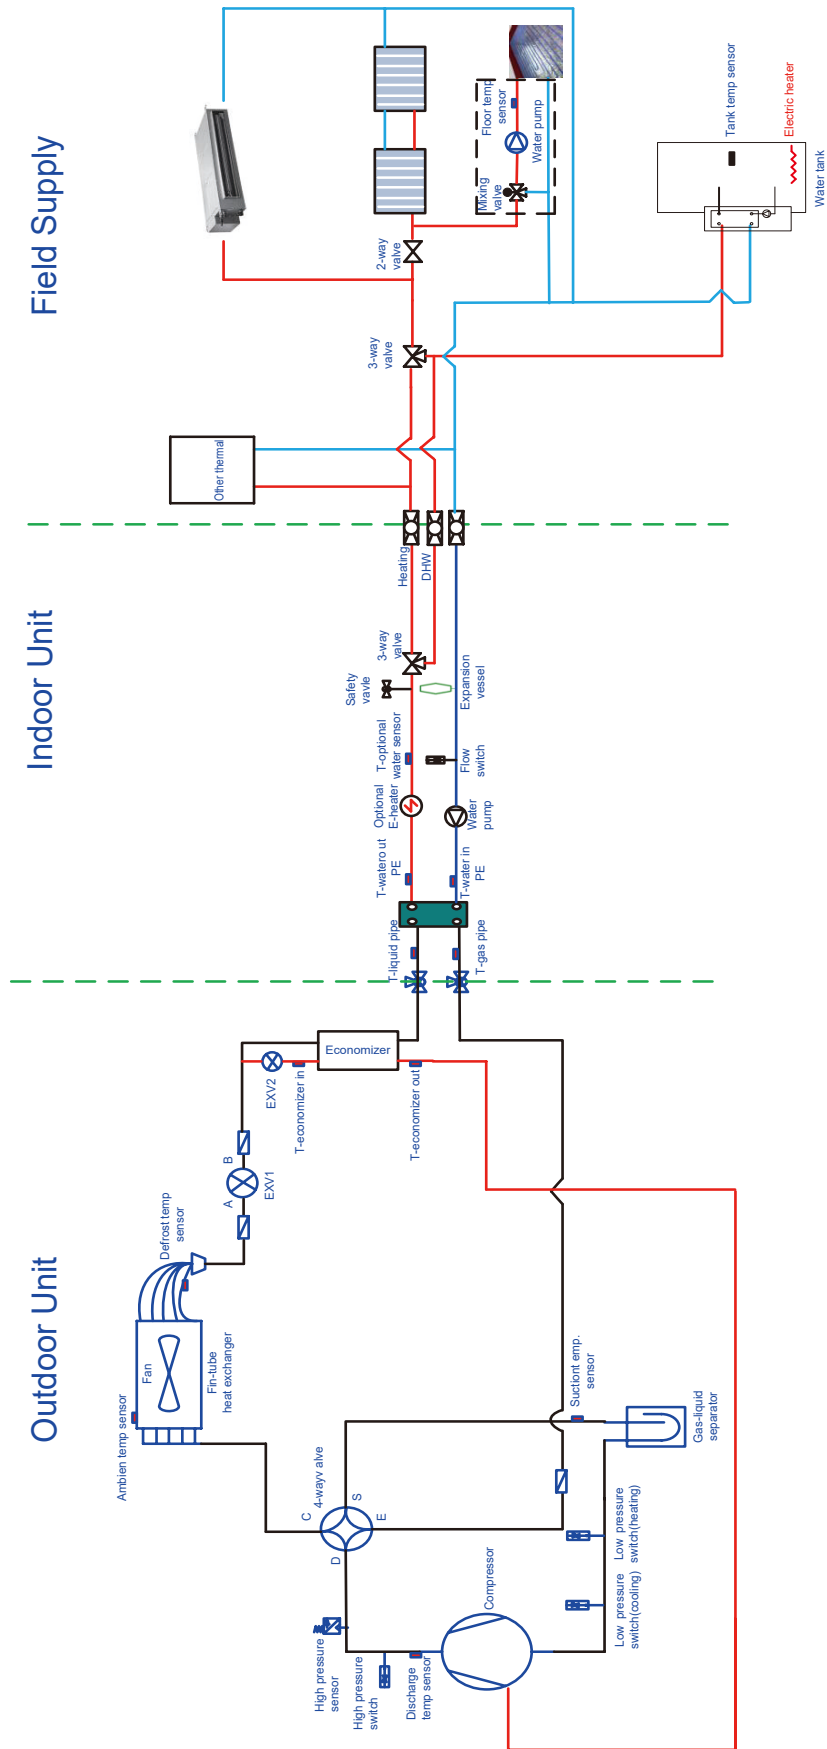 Outdoor Unit
Indoor Unit
Field Supply
Ambien temp sensor
Fan
Fin-tube
heat exchanger
Defrost temp
sensor
A
B
EXV1
EXV2
T-economizer in
Economizer
T-economizer out
C
4-wayv alve
S
D
E
High pressure
sensor
High pressure
switch
Discharge
temp sensor
Compressor
Suctiont emp.
sensor
Gas-liquid
separator
Low pressure
switch(cooling)
Low pressure
switch(heating)
T-liquid pipe
T-gas pipe
T-watero ut
PE
T-water in
PE
Optional
E-heater
Water
pump
T-optional
water sensor
Flow
switch
Safety
vavle
Expansion
vessel
3-way
valve
Heating
DHW
Other thermal
3-way
valve
2-way
valve
Mixing
valve
Water pump
Floor temp
sensor
Tank temp sensor
Electric heater
Water tank